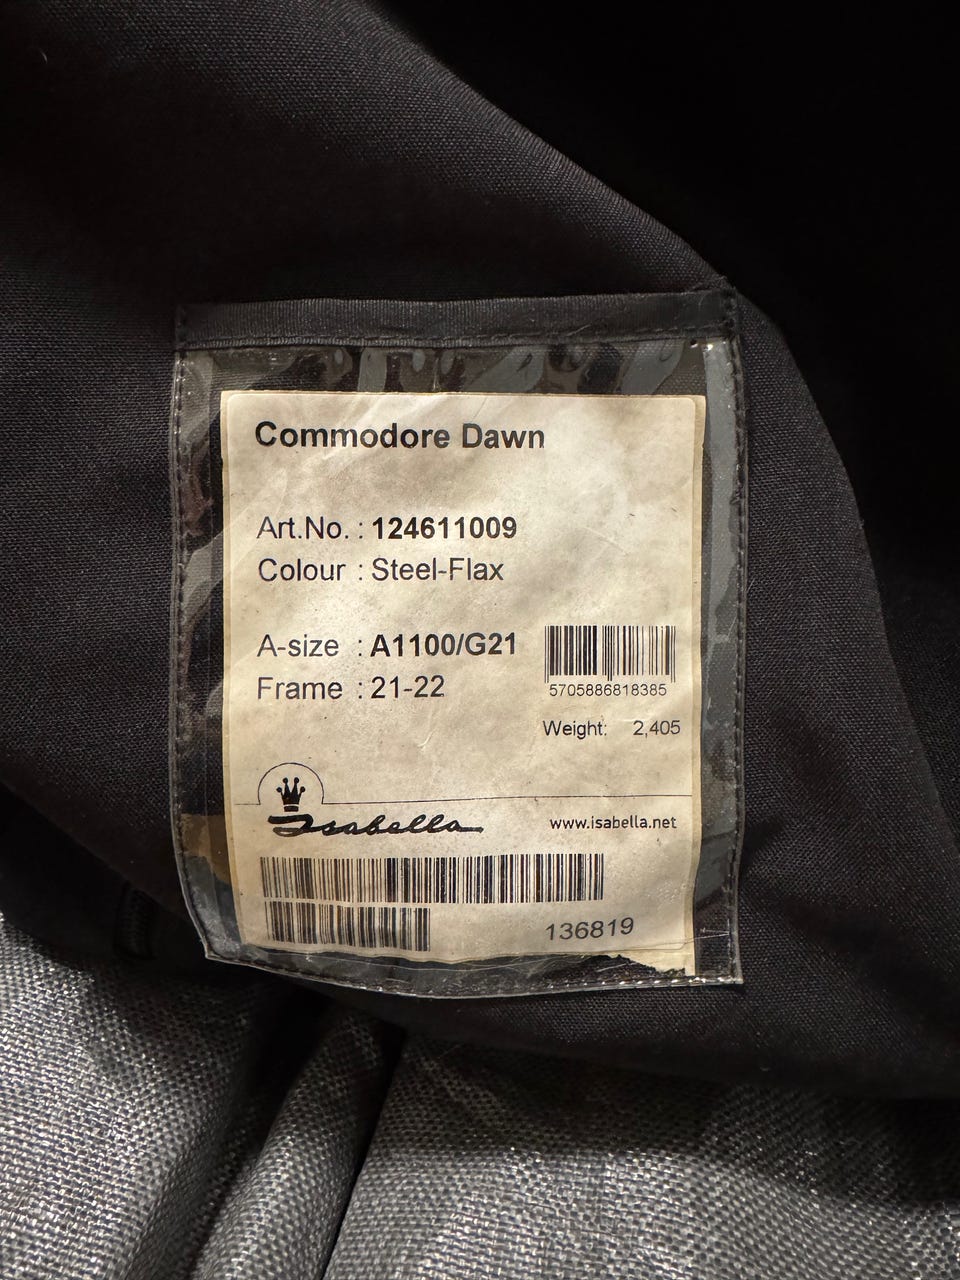 Commodore Dawn
Art.No. : 124611009
Colour : Steel-Flax
A-size : A1100/G21
Frame : 21-22
5705886818385
Weight: 2,405
Isabella
www.isabella.net
136819